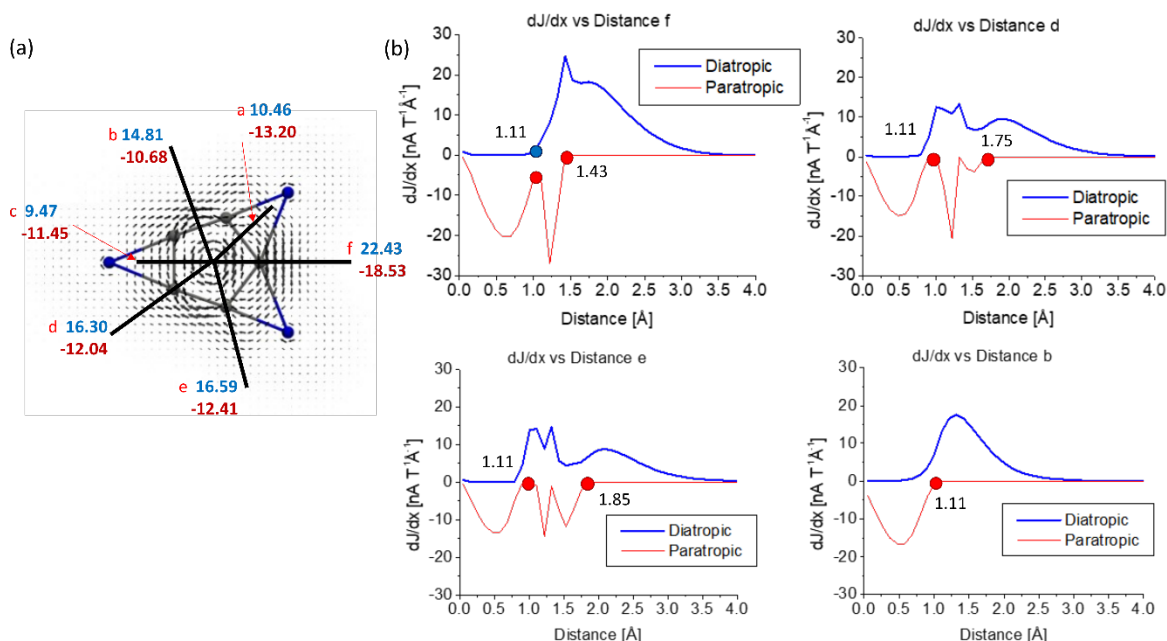 (a)
a 10.46
-13.20
b 14.81
-10.68
c 9.47
-11.45
f 22.43
-18.53
d 16.30
-12.04
e 16.59
-12.41
(b)
dJ/dx vs Distance f
dJ/dx [nA T⁻¹Å⁻¹]
30
20
10
0
-10
-20
-30
Diatropic
Paratropic
1.11
1.43
0.0 0.5 1.0 1.5 2.0 2.5 3.0 3.5 4.0
Distance [Å]
dJ/dx vs Distance d
dJ/dx [nA T⁻¹Å⁻¹]
30
20
10
0
-10
-20
-30
1.11
1.75
Diatropic
Paratropic
0.0 0.5 1.0 1.5 2.0 2.5 3.0 3.5 4.0
Distance [Å]
dJ/dx vs Distance e
dJ/dx [nA T⁻¹Å⁻¹]
30
20
10
0
-10
-20
-30
1.11
1.85
Diatropic
Paratropic
0.0 0.5 1.0 1.5 2.0 2.5 3.0 3.5 4.0
Distance [Å]
dJ/dx vs Distance b
dJ/dx [nA T⁻¹Å⁻¹]
30
20
10
0
-10
-20
-30
1.11
Diatropic
Paratropic
0.0 0.5 1.0 1.5 2.0 2.5 3.0 3.5 4.0
Distance [Å]